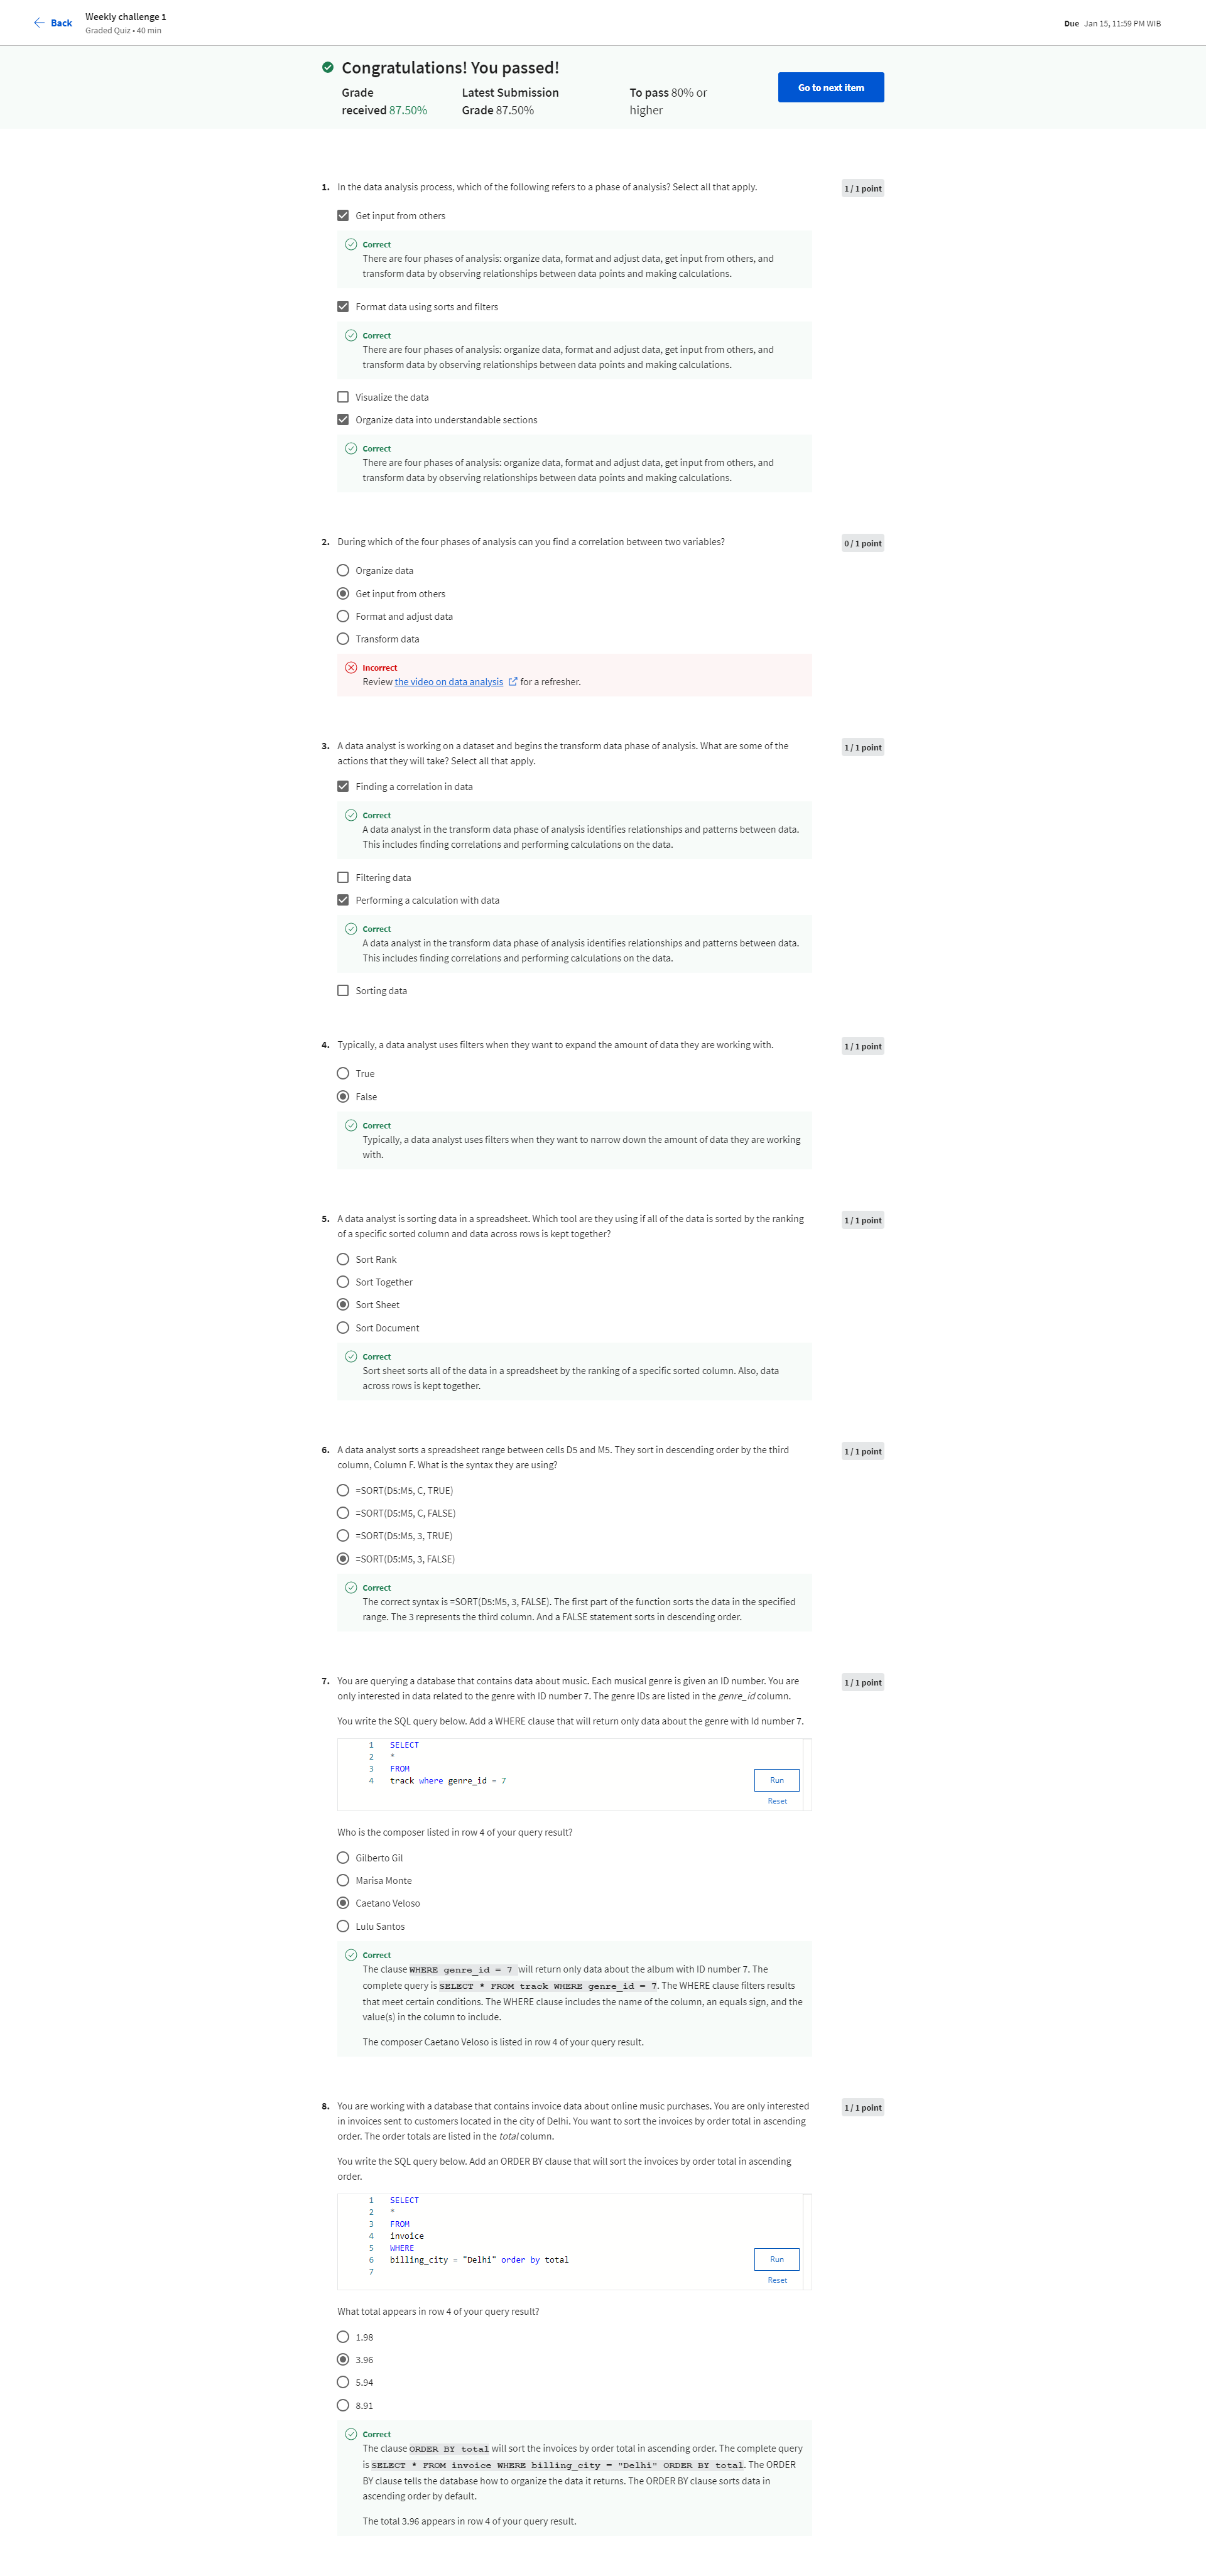 Back
Weekly challenge 1
Graded Quiz • 40 min
Due Jan 15, 11:59 PM WIB
Congratulations! You passed!
Grade
received 87.50%
Latest Submission
Grade 87.50%
To pass 80% or
higher
Go to next item
1. In the data analysis process, which of the following refers to a phase of analysis? Select all that apply.
1 / 1 point
Get input from others
Correct
There are four phases of analysis: organize data, format and adjust data, get input from others, and
transform data by observing relationships between data points and making calculations.
Format data using sorts and filters
Correct
There are four phases of analysis: organize data, format and adjust data, get input from others, and
transform data by observing relationships between data points and making calculations.
Visualize the data
Organize data into understandable sections
Correct
There are four phases of analysis: organize data, format and adjust data, get input from others, and
transform data by observing relationships between data points and making calculations.
2. During which of the four phases of analysis can you find a correlation between two variables?
0 / 1 point
Organize data
Get input from others
Format and adjust data
Transform data
Incorrect
Review the video on data analysis for a refresher.
3. A data analyst is working on a dataset and begins the transform data phase of analysis. What are some of the
actions that they will take? Select all that apply.
1 / 1 point
Finding a correlation in data
Correct
A data analyst in the transform data phase of analysis identifies relationships and patterns between data.
This includes finding correlations and performing calculations on the data.
Filtering data
Performing a calculation with data
Correct
A data analyst in the transform data phase of analysis identifies relationships and patterns between data.
This includes finding correlations and performing calculations on the data.
Sorting data
4. Typically, a data analyst uses filters when they want to expand the amount of data they are working with.
1 / 1 point
True
False
Correct
Typically, a data analyst uses filters when they want to narrow down the amount of data they are working
with.
5. A data analyst is sorting data in a spreadsheet. Which tool are they using if all of the data is sorted by the ranking
of a specific sorted column and data across rows is kept together?
1 / 1 point
Sort Rank
Sort Together
Sort Sheet
Sort Document
Correct
Sort sheet sorts all of the data in a spreadsheet by the ranking of a specific sorted column. Also, data
across rows is kept together.
6. A data analyst sorts a spreadsheet range between cells D5 and M5. They sort in descending order by the third
column, Column F. What is the syntax they are using?
1 / 1 point
=SORT(D5:M5, C, TRUE)
=SORT(D5:M5, C, FALSE)
=SORT(D5:M5, 3, TRUE)
=SORT(D5:M5, 3, FALSE)
Correct
The correct syntax is =SORT(D5:M5, 3, FALSE). The first part of the function sorts the data in the specified
range. The 3 represents the third column. And a FALSE statement sorts in descending order.
7. You are querying a database that contains data about music. Each musical genre is given an ID number. You are
only interested in data related to the genre with ID number 7. The genre IDs are listed in the genre_id column.
1 / 1 point
You write the SQL query below. Add a WHERE clause that will return only data about the genre with Id number 7.
1 SELECT
2 *
3 FROM
4 track where genre_id = 7
Run
Reset
Who is the composer listed in row 4 of your query result?
Gilberto Gil
Marisa Monte
Caetano Veloso
Lulu Santos
Correct
The clause WHERE genre_id = 7 will return only data about the album with ID number 7. The
complete query is SELECT * FROM track WHERE genre_id = 7. The WHERE clause filters results
that meet certain conditions. The WHERE clause includes the name of the column, an equals sign, and the
value(s) in the column to include.
The composer Caetano Veloso is listed in row 4 of your query result.
8. You are working with a database that contains invoice data about online music purchases. You are only interested
in invoices sent to customers located in the city of Delhi. You want to sort the invoices by order total in ascending
order. The order totals are listed in the total column.
1 / 1 point
You write the SQL query below. Add an ORDER BY clause that will sort the invoices by order total in ascending
order.
1 SELECT
2 *
3 FROM
4 invoice
5 WHERE
6 billing_city = "Delhi" order by total
7
Run
Reset
What total appears in row 4 of your query result?
1.98
3.96
5.94
8.91
Correct
The clause ORDER BY total will sort the invoices by order total in ascending order. The complete query
is SELECT * FROM invoice WHERE billing_city = "Delhi" ORDER BY total. The ORDER
BY clause tells the database how to organize the data it returns. The ORDER BY clause sorts data in
ascending order by default.
The total 3.96 appears in row 4 of your query result.